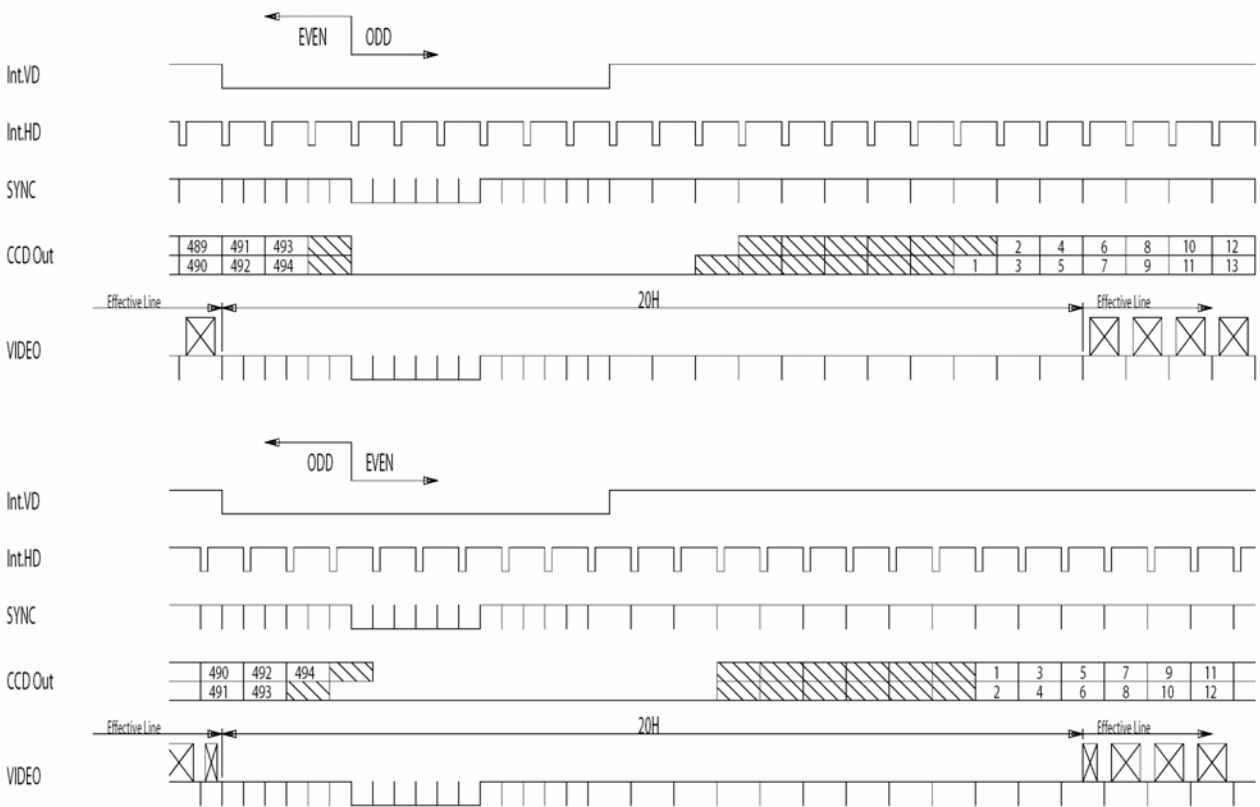 EVEN ODD
Int.VD
Int.HD
SYNC
489 491 493 2 4 6 8 10 12
CCD Out
490 492 494 1 3 5 7 9 11 13
Effective Line 20H Effective Line
VIDEO
ODD EVEN
Int.VD
Int.HD
SYNC
490 492 494 1 3 5 7 9 11
CCD Out
491 493 2 4 6 8 10 12
Effective Line 20H Effective Line
VIDEO